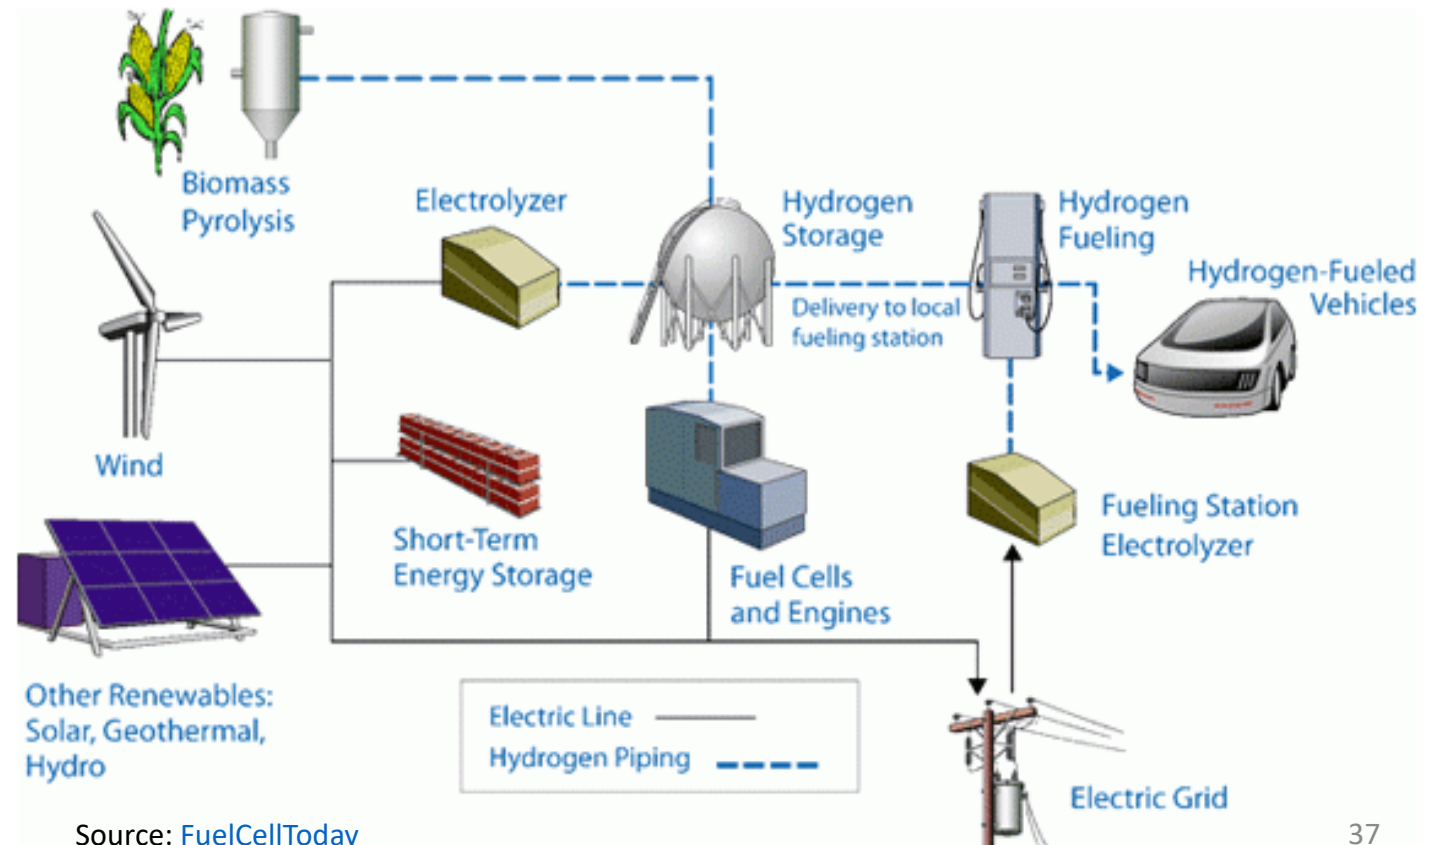 Biomass
Pyrolysis
Electrolyzer
Hydrogen
Storage
Hydrogen
Fueling
Hydrogen-Fueled
Vehicles
Delivery to local
fueling station
Wind
Short-Term
Energy Storage
Fuel Cells
and Engines
Fueling Station
Electrolyzer
Other Renewables:
Solar, Geothermal,
Hydro
Electric Line
Hydrogen Piping
Electric Grid
Source: FuelCellToday
37